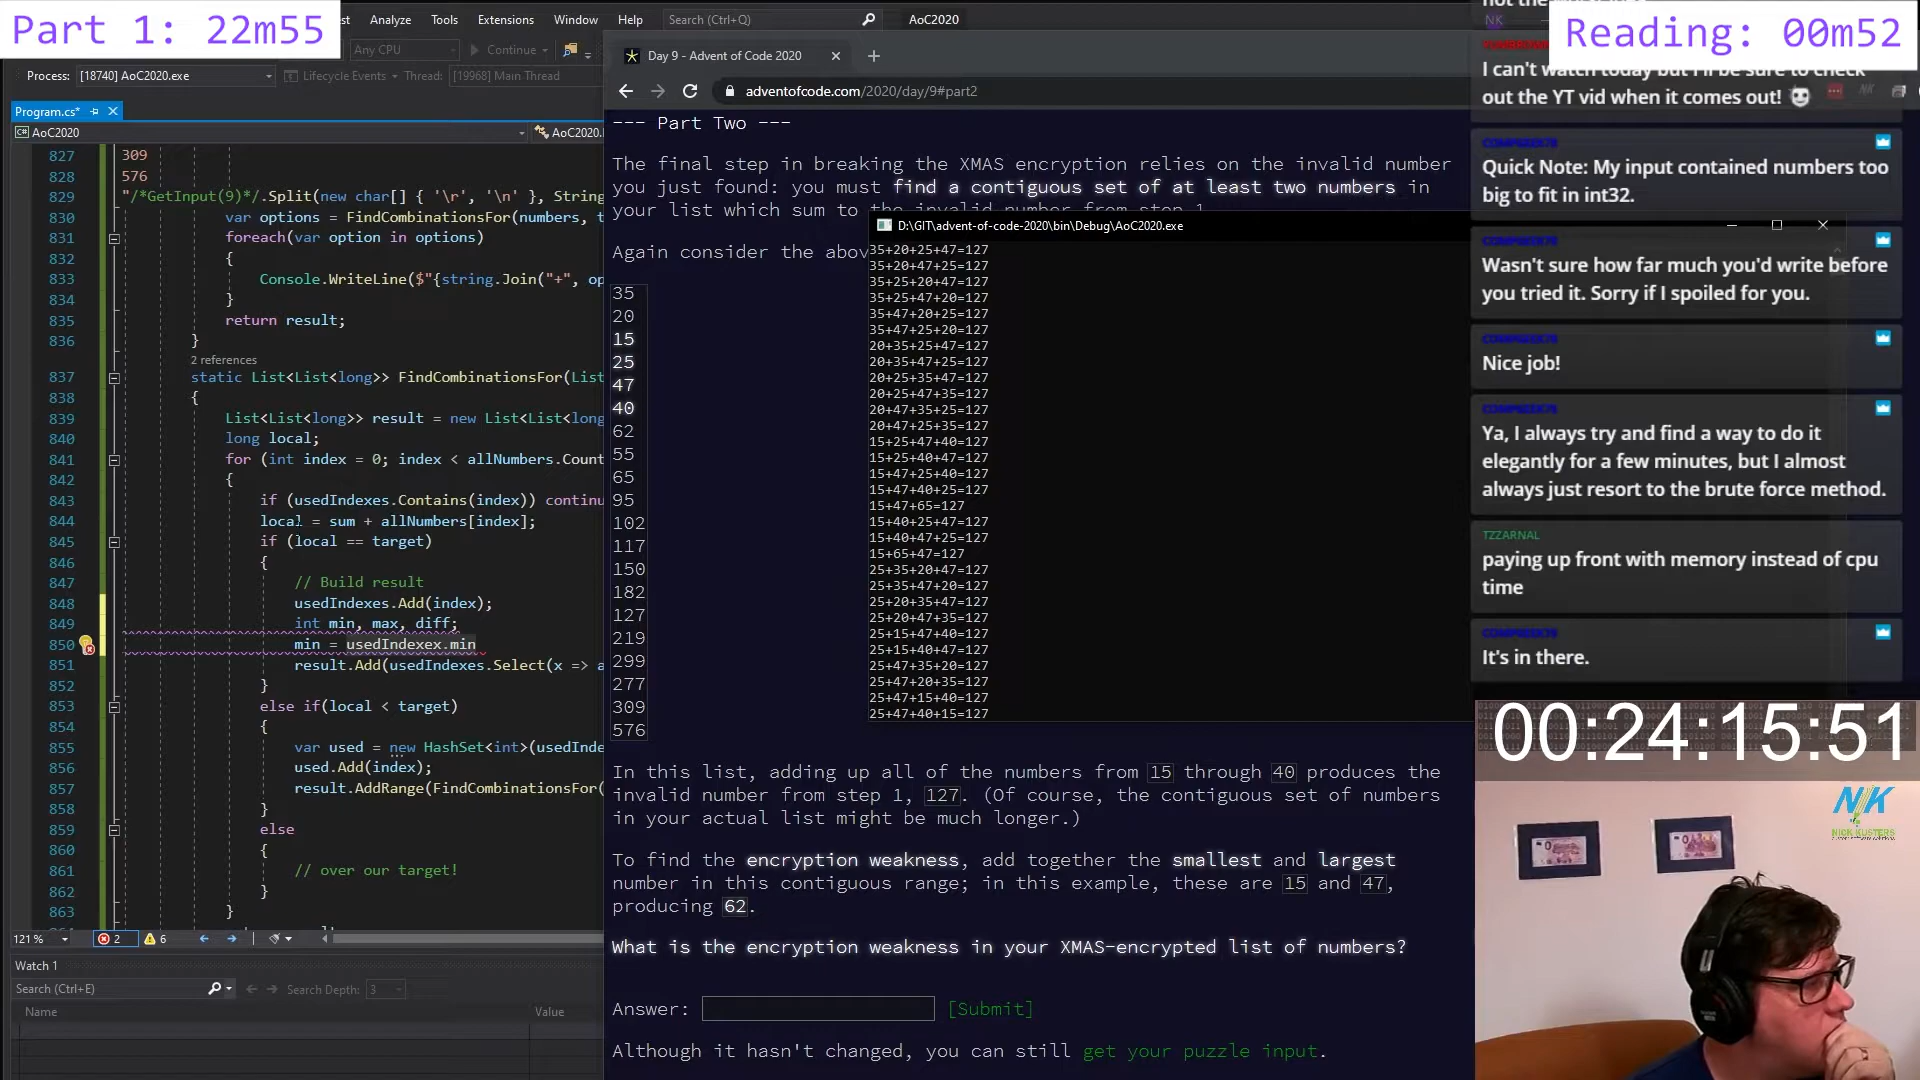 Part 1: 22m55
st Analyze Tools Extensions Window Help Search (Ctrl+Q) AoC2020
Any CPU Continue
Process: [18740] AoC2020.exe Lifecycle Events Thread: [19968] Main Thread
Program.cs*
AoC2020 AoC2020.
827 309
828 576
829 "/*GetInput(9)*/.Split(new char[] { '\r', '\n' }, String
830 var options = FindCombinationsFor(numbers, t
831 foreach(var option in options)
832 {
833 Console.WriteLine($"{string.Join("+", op
834 }
835 return result;
836 }
2 references
837 static List<List<long>> FindCombinationsFor(List
838 {
839 List<List<long>> result = new List<List<long
840 long local;
841 for (int index = 0; index < allNumbers.Count
842 {
843 if (usedIndexes.Contains(index)) continu
844 local = sum + allNumbers[index];
845 if (local == target)
846 {
847 // Build result
848 usedIndexes.Add(index);
849 int min, max, diff;
850 min = usedIndexex.min
851 result.Add(usedIndexes.Select(x => a
852 }
853 else if(local < target)
854 {
855 var used = new HashSet<int>(usedInde
856 used.Add(index);
857 result.AddRange(FindCombinationsFor(
858 }
859 else
860 {
861 // over our target!
862 }
863 }
121 % 2 6
Watch 1
Search (Ctrl+E) Search Depth: 3
Name Value
Day 9 - Advent of Code 2020
adventofcode.com/2020/day/9#part2
--- Part Two ---
The final step in breaking the XMAS encryption relies on the invalid number
you just found: you must find a contiguous set of at least two numbers in
your list which sum to the invalid number from step 1
Again consider the abov
35
20
15
25
47
40
62
55
65
95
102
117
150
182
127
219
299
277
309
576
D:\GIT\advent-of-code-2020\bin\Debug\AoC2020.exe
35+20+25+47=127
35+20+47+25=127
35+25+20+47=127
35+25+47+20=127
35+47+20+25=127
35+47+25+20=127
20+35+25+47=127
20+35+47+25=127
20+25+35+47=127
20+25+47+35=127
20+47+35+25=127
20+47+25+35=127
15+25+47+40=127
15+25+40+47=127
15+47+25+40=127
15+47+40+25=127
15+47+65=127
15+40+25+47=127
15+40+47+25=127
15+65+47=127
25+35+20+47=127
25+35+47+20=127
25+20+35+47=127
25+20+47+35=127
25+15+47+40=127
25+15+40+47=127
25+47+35+20=127
25+47+20+35=127
25+47+15+40=127
25+47+40+15=127
In this list, adding up all of the numbers from 15 through 40 produces the
invalid number from step 1, 127. (Of course, the contiguous set of numbers
in your actual list might be much longer.)
To find the encryption weakness, add together the smallest and largest
number in this contiguous range; in this example, these are 15 and 47,
producing 62.
What is the encryption weakness in your XMAS-encrypted list of numbers?
Answer: [Submit]
Although it hasn't changed, you can still get your puzzle input.
Reading: 00m52
I can't watch today but I'll be sure to check
out the YT vid when it comes out!
Quick Note: My input contained numbers too
big to fit in int32.
Wasn't sure how far much you'd write before
you tried it. Sorry if I spoiled for you.
Nice job!
Ya, I always try and find a way to do it
elegantly for a few minutes, but I almost
always just resort to the brute force method.
TZZARNAL
paying up front with memory instead of cpu
time
It's in there.
00:24:15:51
NK
NICK KUSTERS